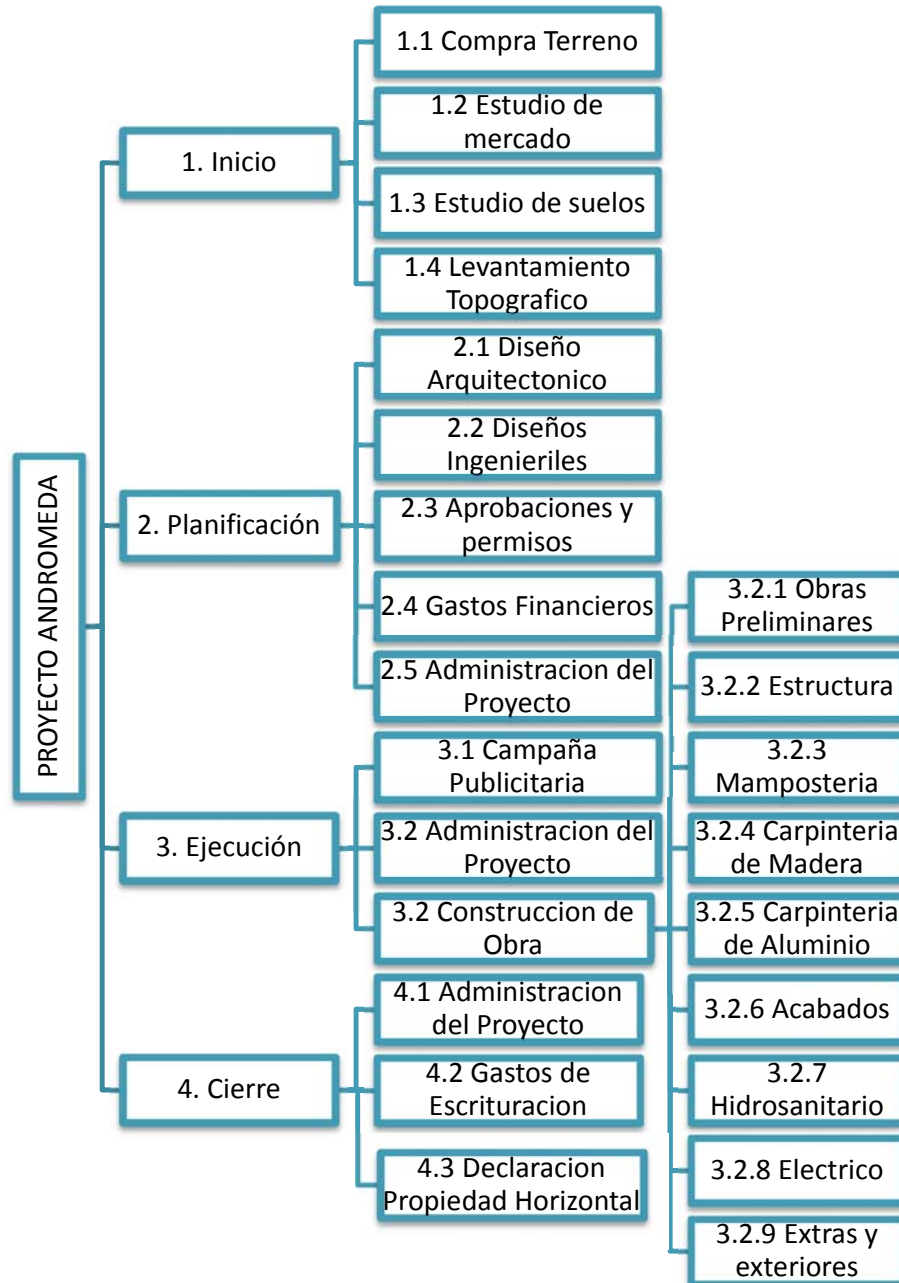 PROYECTO ANDROMEDA
1. Inicio
1.1 Compra Terreno
1.2 Estudio de
mercado
1.3 Estudio de suelos
1.4 Levantamiento
Topografico
2. Planificación
2.1 Diseño
Arquitectonico
2.2 Diseños
Ingenieriles
2.3 Aprobaciones y
permisos
2.4 Gastos Financieros
2.5 Administracion del
Proyecto
3. Ejecución
3.1 Campaña
Publicitaria
3.2 Administracion del
Proyecto
3.2 Construccion de
Obra
3.2.1 Obras
Preliminares
3.2.2 Estructura
3.2.3
Mamposteria
3.2.4 Carpinteria
de Madera
3.2.5 Carpinteria
de Aluminio
3.2.6 Acabados
3.2.7
Hidrosanitario
3.2.8 Electrico
3.2.9 Extras y
exteriores
4. Cierre
4.1 Administracion
del Proyecto
4.2 Gastos de
Escrituracion
4.3 Declaracion
Propiedad Horizontal